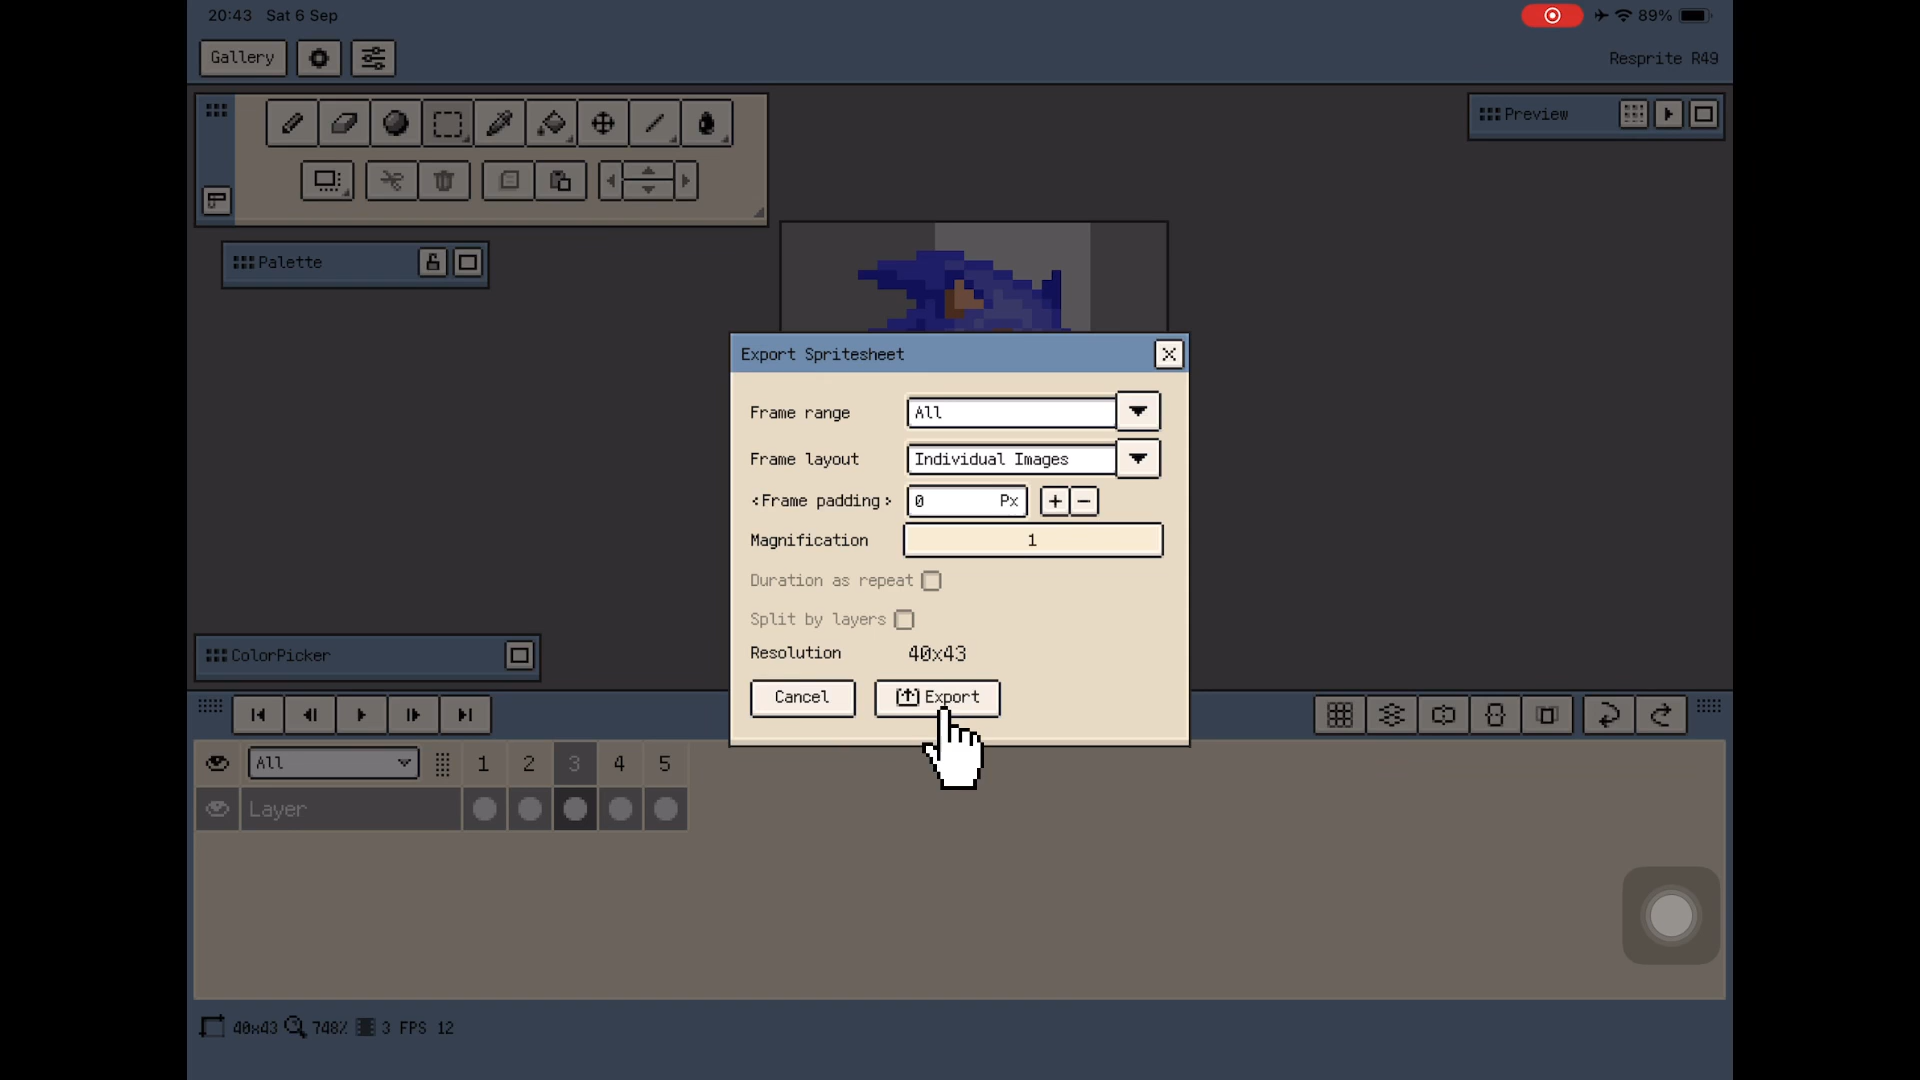 20:43 Sat 6 Sep
89%
Gallery
Resprite R49
Preview
Palette
Export Spritesheet
Frame range All
Frame layout Individual Images
<Frame padding> 0 Px + -
Magnification 1
Duration as repeat
Split by layers
Resolution 40x43
Cancel Export
ColorPicker
All 1 2 3 4 5
Layer
40x43 748% 3 FPS 12